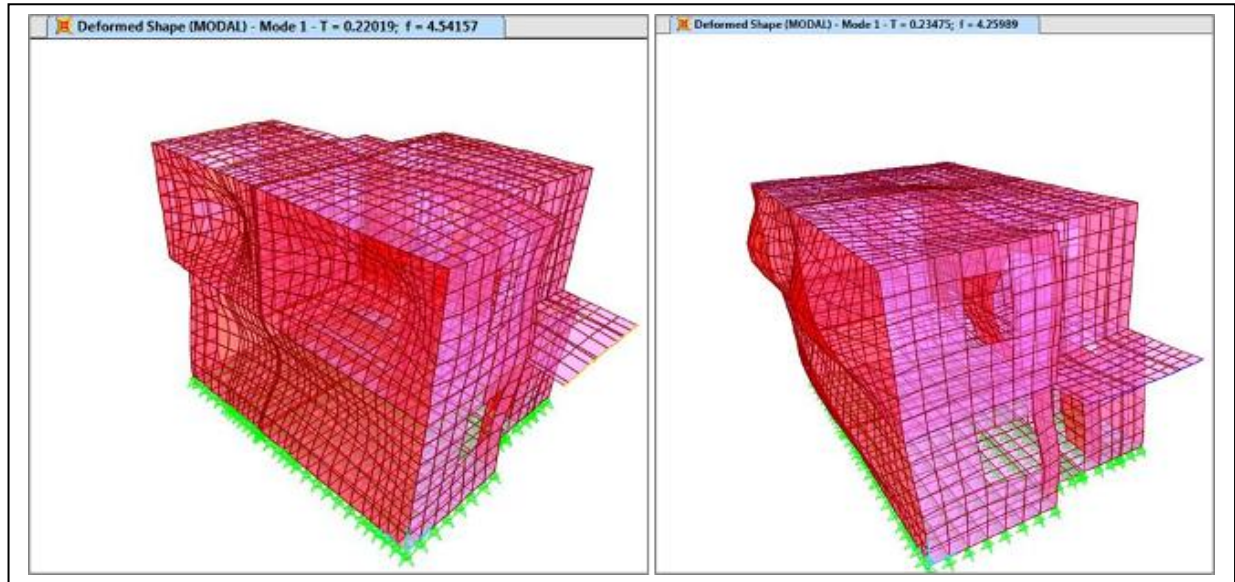 Deformed Shape (MODAL) - Mode 1 - T = 0.22019; f = 4.54157
Deformed Shape (MODAL) - Mode 1 - T = 0.23475; f = 4.25989